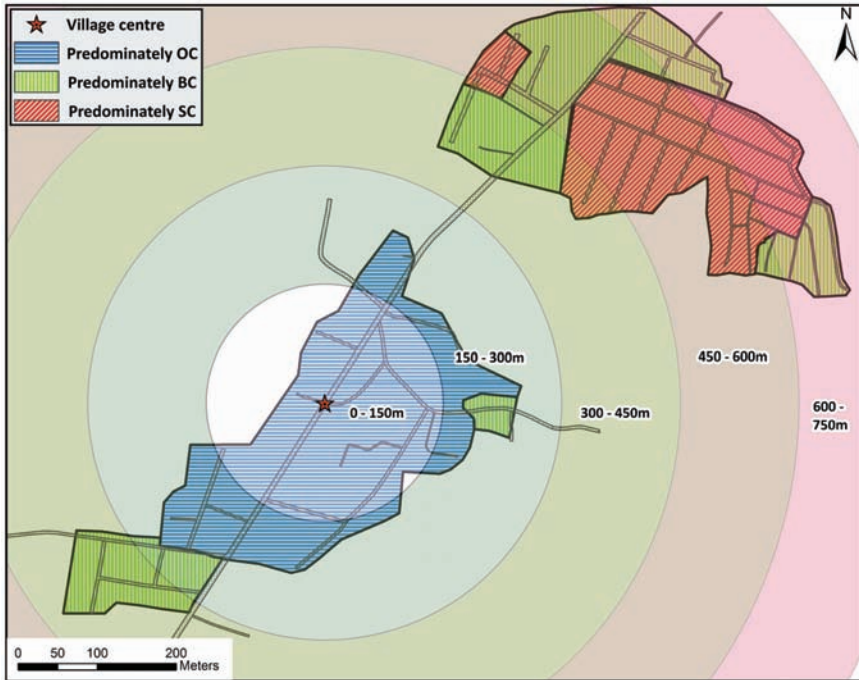 Village centre
Predominately OC
Predominately BC
Predominately SC
N
150 - 300m
450 - 600m
0 - 150m
300 - 450m
600 -
750m
0 50 100 200
Meters